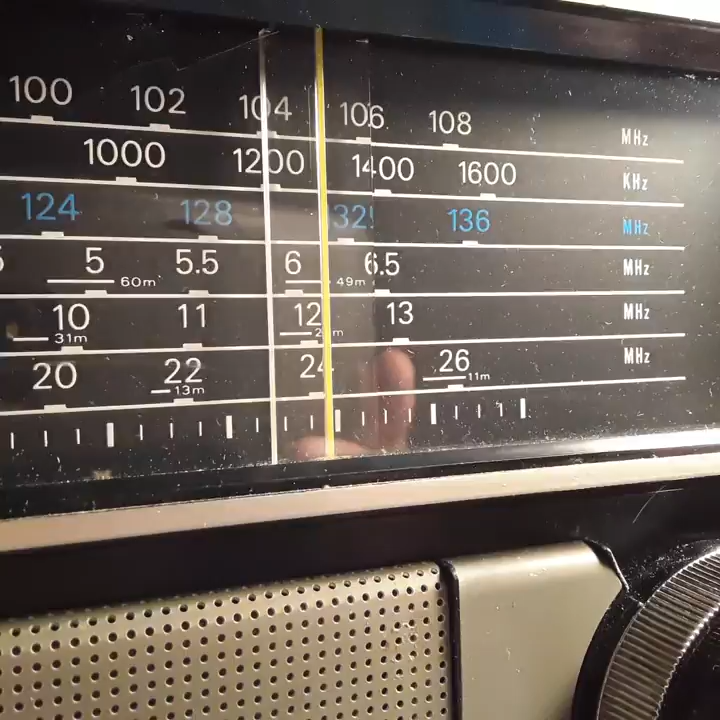 100 102 104 106 108 MHz
1000 1200 1400 1600 KHz
124 128 132 136 MHz
5 5.5 6 6.5 MHz
60m 49m
10 11 12 13 MHz
31m
20 22 24 26 MHz
13m 11m